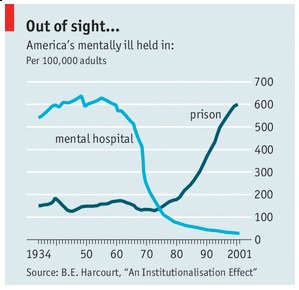 Out of sight...
America's mentally ill held in:
Per 100,000 adults
700
prison
600
500
mental hospital
400
300
200
100
0
1934 50 60 70 80 90 2001
Source: B.E. Harcourt, "An Institutionalisation Effect"